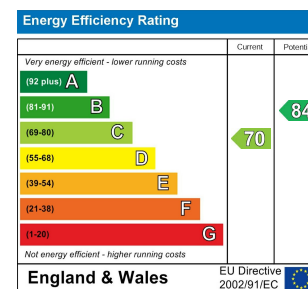 Energy Efficiency Rating
Current Potenti
Very energy efficient - lower running costs
(92 plus) A
(81-91) B
84
(69-80) C
70
(55-68) D
(39-54) E
(21-38) F
(1-20) G
Not energy efficient - higher running costs
England & Wales
EU Directive
2002/91/EC